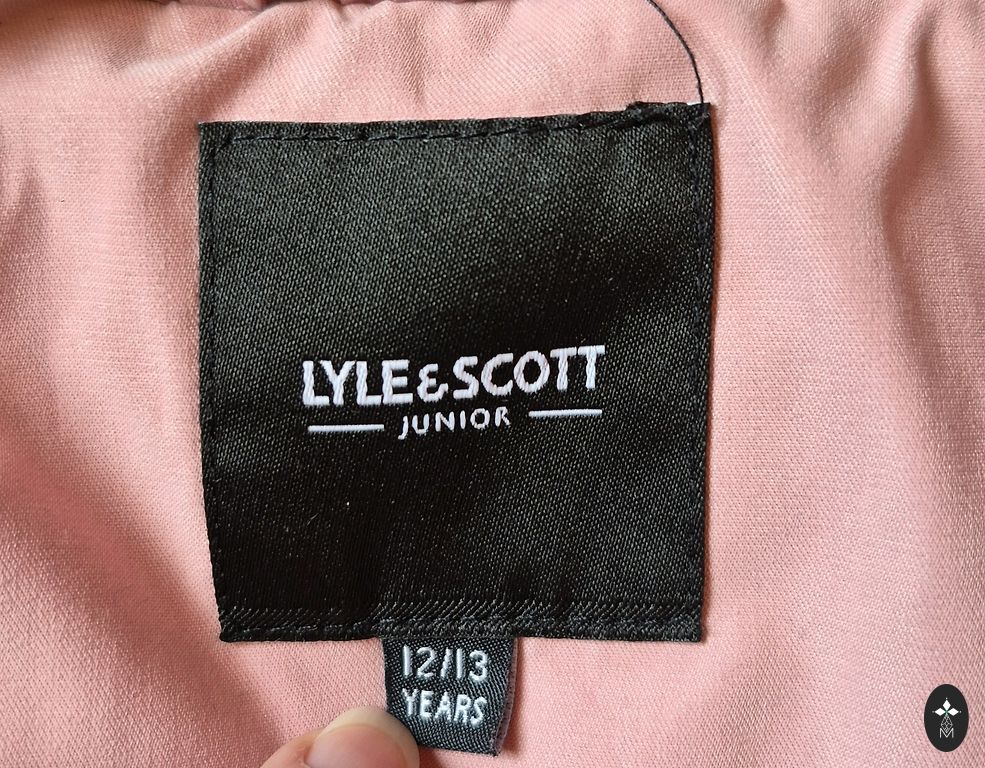 LYLE & SCOTT
JUNIOR
12/13
YEARS
M